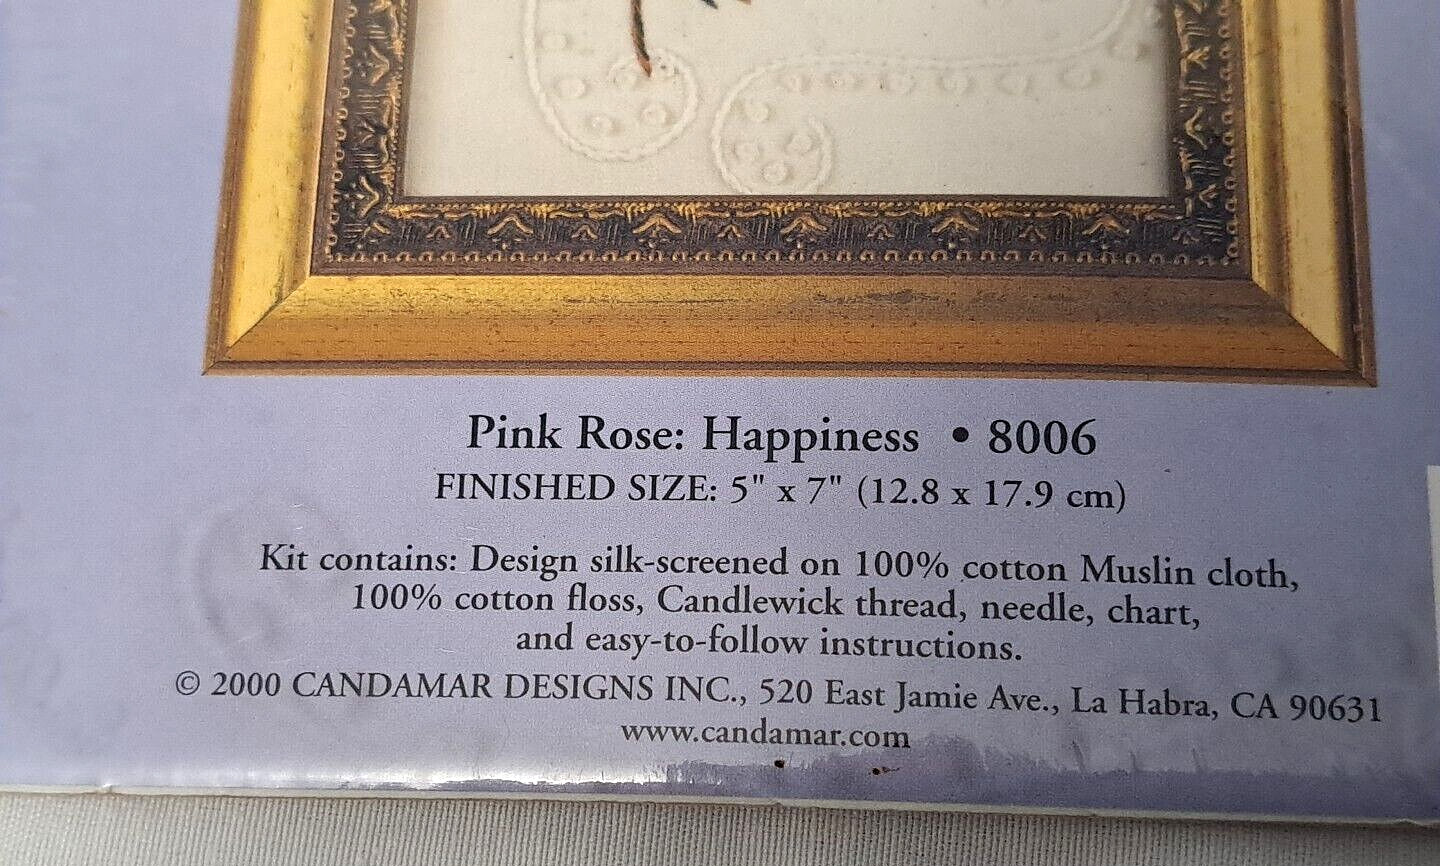 Pink Rose: Happiness • 8006
FINISHED SIZE: 5" x 7" (12.8 x 17.9 cm)
Kit contains: Design silk-screened on 100% cotton Muslin cloth,
100% cotton floss, Candlewick thread, needle, chart,
and easy-to-follow instructions.
© 2000 CANDAMAR DESIGNS INC., 520 East Jamie Ave., La Habra, CA 90631
www.candamar.com